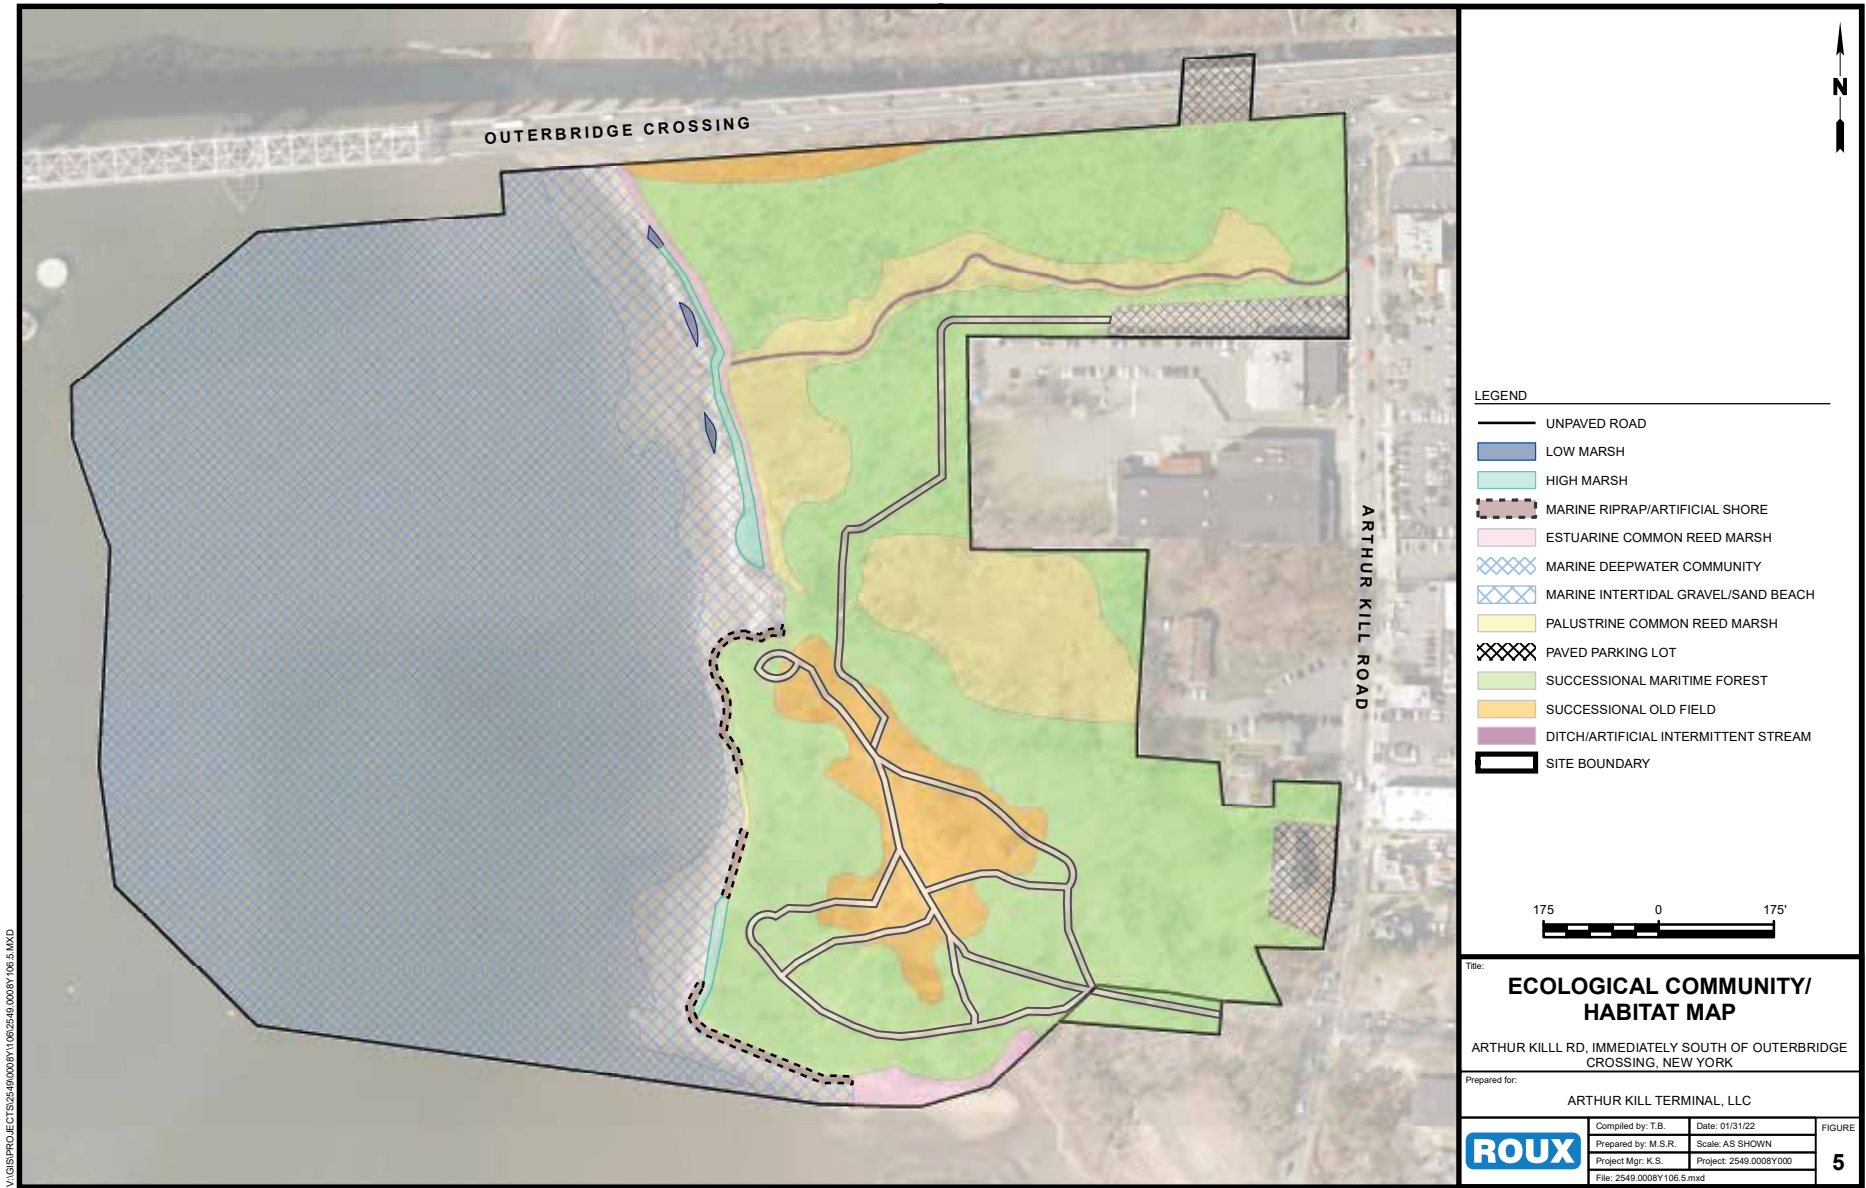 OUTERBRIDGE CROSSING
ARTHUR KILL ROAD
N
LEGEND
UNPAVED ROAD
LOW MARSH
HIGH MARSH
MARINE RIPRAP/ARTIFICIAL SHORE
ESTUARINE COMMON REED MARSH
MARINE DEEPWATER COMMUNITY
MARINE INTERTIDAL GRAVEL/SAND BEACH
PALUSTRINE COMMON REED MARSH
PAVED PARKING LOT
SUCCESSIONAL MARITIME FOREST
SUCCESSIONAL OLD FIELD
DITCH/ARTIFICIAL INTERMITTENT STREAM
SITE BOUNDARY
175 0 175'
Title:
ECOLOGICAL COMMUNITY/
HABITAT MAP
ARTHUR KILLL RD, IMMEDIATELY SOUTH OF OUTERBRIDGE
CROSSING, NEW YORK
Prepared for:
ARTHUR KILL TERMINAL, LLC
ROUX
Compiled by: T.B. Date: 01/31/22
Prepared by: M.S.R. Scale: AS SHOWN
Project Mgr: K.S. Project: 2549.0008Y000
File: 2549.0008Y106.5.mxd
FIGURE
5
V:\GIS\PROJECTS\2549\0008Y\106\2549.0008Y106.5.MXD